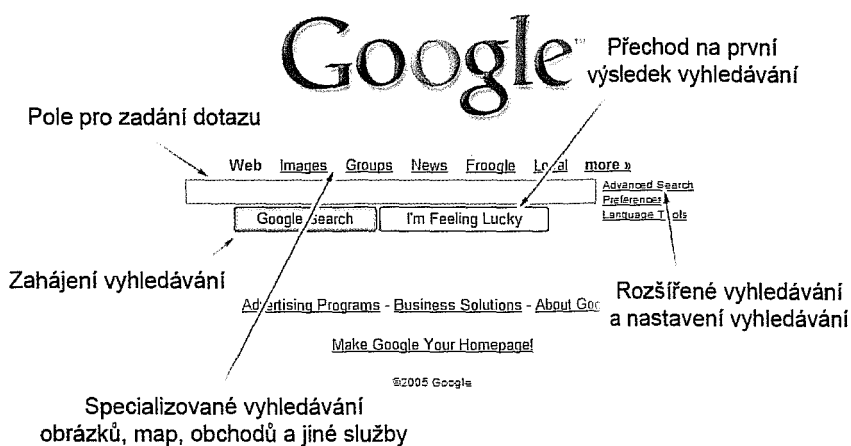 Google™
Přechod na první
výsledek vyhledávání
Pole pro zadání dotazu
Web Images Groups News Froogle Local more »
Advanced Search
Preferences
Language Tools
Google Search I'm Feeling Lucky
Zahájení vyhledávání
Rozšířené vyhledávání
a nastavení vyhledávání
Advertising Programs - Business Solutions - About Goo
Make Google Your Homepage!
©2005 Google
Specializované vyhledávání
obrázků, map, obchodů a jiné služby